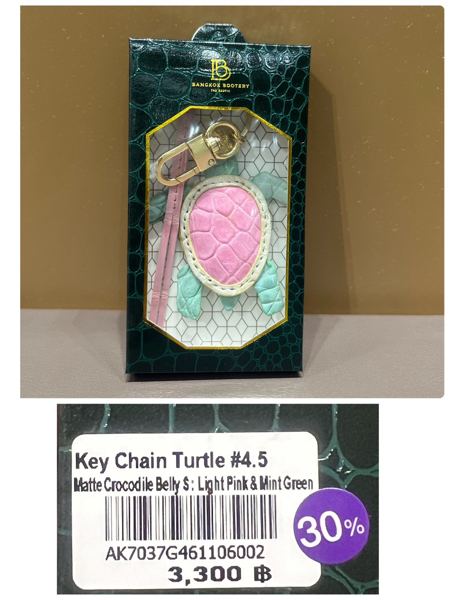 B
BANGKOK BOOTERY
Key Chain Turtle #4.5
Matte Crocodile Belly S : Light Pink & Mint Green
30%
AK7037G461106002
3,300 ฿